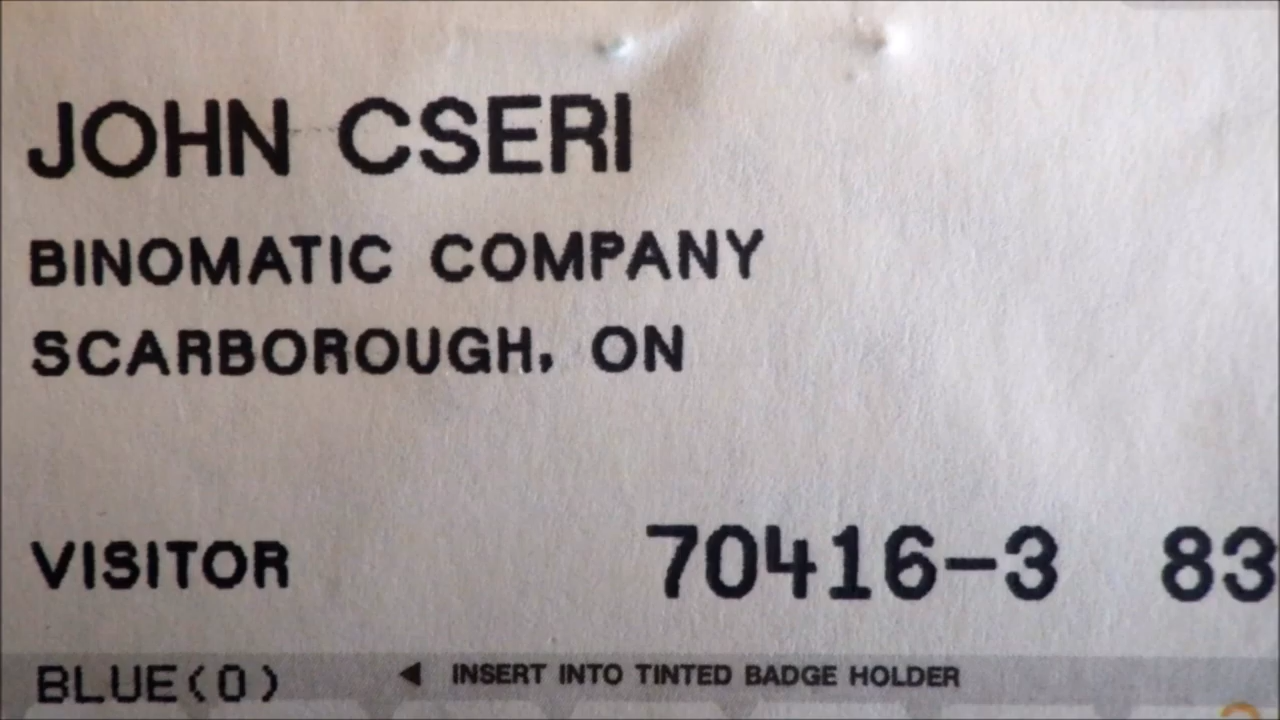 JOHN CSERI
BINOMATIC COMPANY
SCARBOROUGH, ON
VISITOR 70416-3 83
BLUE(0) ◀ INSERT INTO TINTED BADGE HOLDER